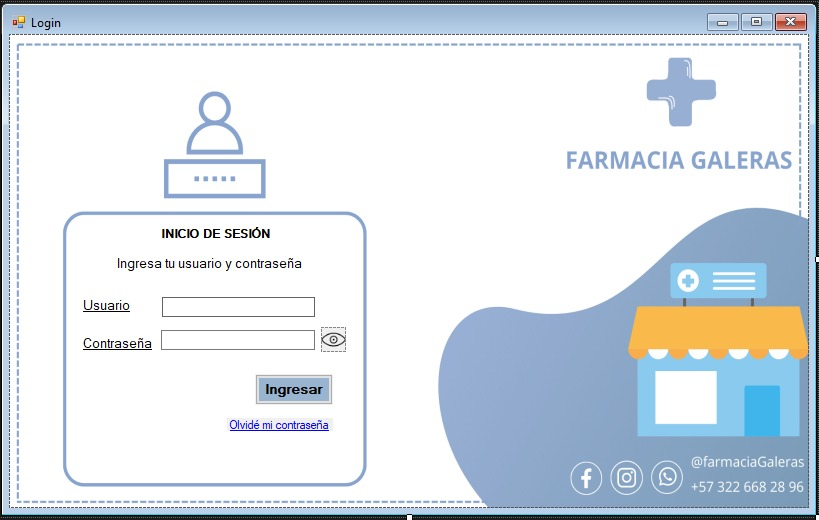 Login
FARMACIA GALERAS
INICIO DE SESIÓN
Ingresa tu usuario y contraseña
Usuario
Contraseña
Ingresar
Olvidé mi contraseña
@farmaciaGaleras
+57 322 668 28 96